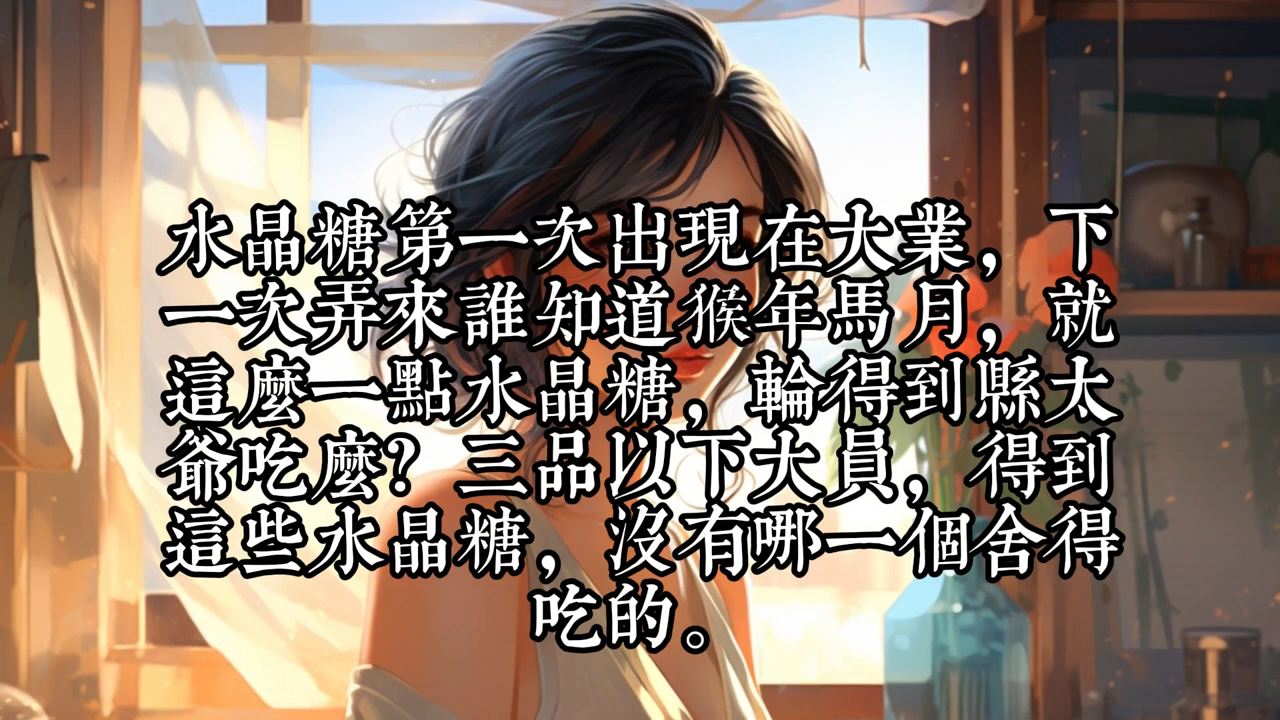 水晶糖第一次出現在大業，下
一次弄來誰知道猴年馬月，就
這麼一點水晶糖，輪得到縣太
爺吃麼？三品以下大員，得到
這些水晶糖，沒有哪一個舍得
吃的。